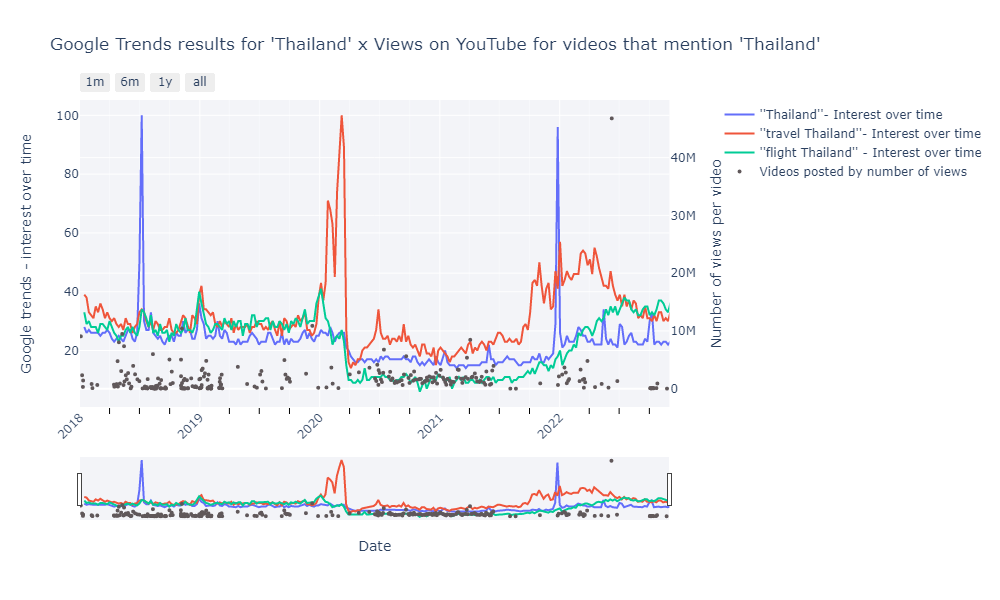 Google Trends results for 'Thailand' x Views on YouTube for videos that mention 'Thailand'
1m 6m 1y all
Google trends - interest over time
100
80
60
40
20
40M
30M
20M
10M
0
Number of views per video
2018 2019 2020 2021 2022
Date
"Thailand"- Interest over time
"travel Thailand"- Interest over time
"flight Thailand" - Interest over time
Videos posted by number of views